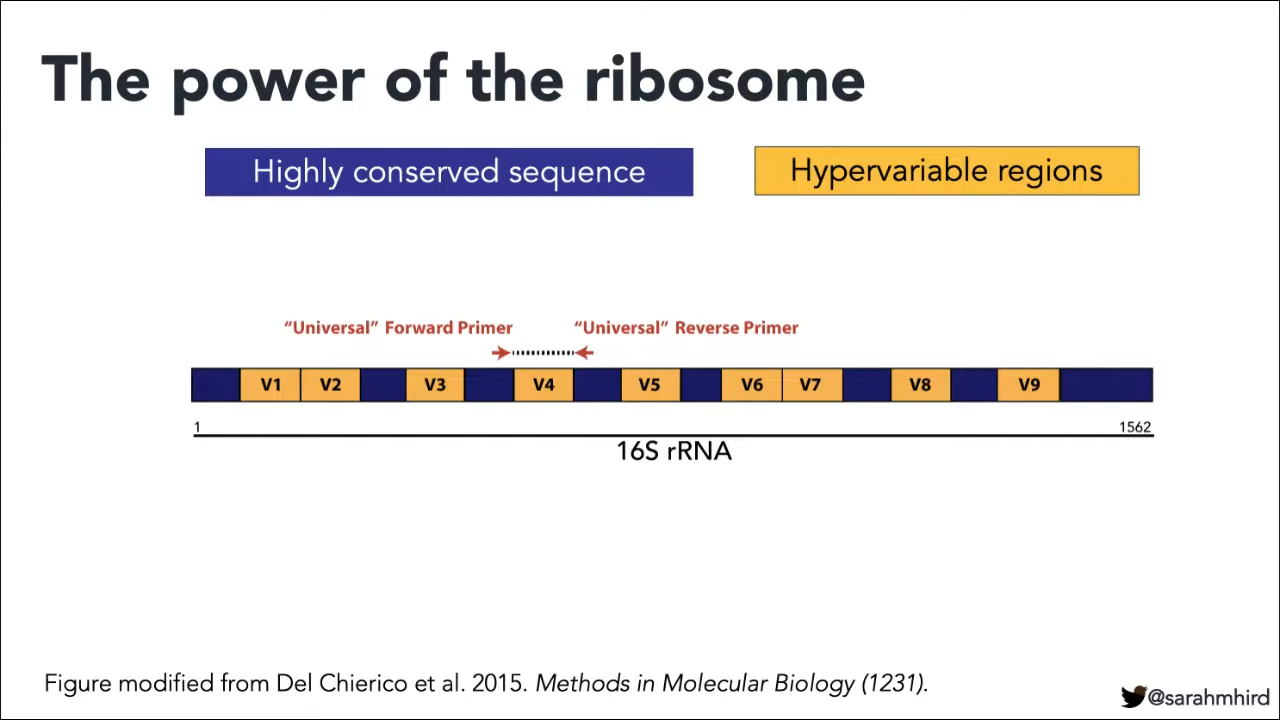 The power of the ribosome
Highly conserved sequence
Hypervariable regions
“Universal” Forward Primer
“Universal” Reverse Primer
V1 V2 V3 V4 V5 V6 V7 V8 V9
1 1562
16S rRNA
Figure modified from Del Chierico et al. 2015. Methods in Molecular Biology (1231).
@sarahmhird